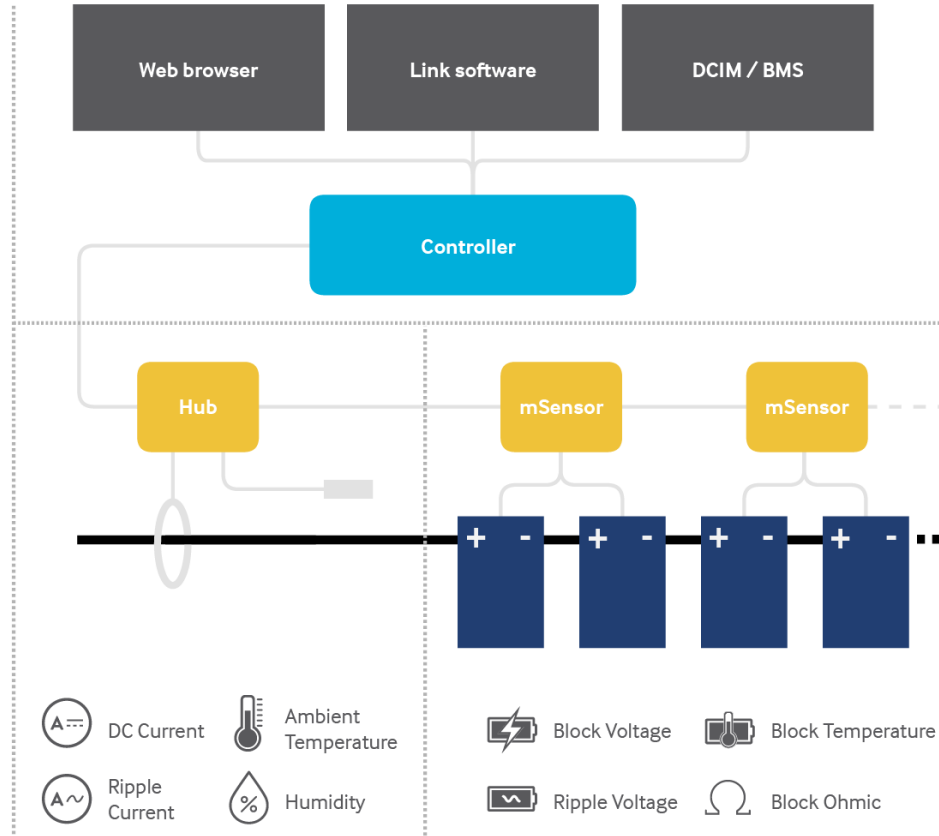 Web browser
Link software
DCIM / BMS
Controller
Hub
mSensor
mSensor
+ - + - + - + -
A DC Current
Ambient
Temperature
A Ripple
Current
% Humidity
Block Voltage
Block Temperature
Ripple Voltage
Ω Block Ohmic